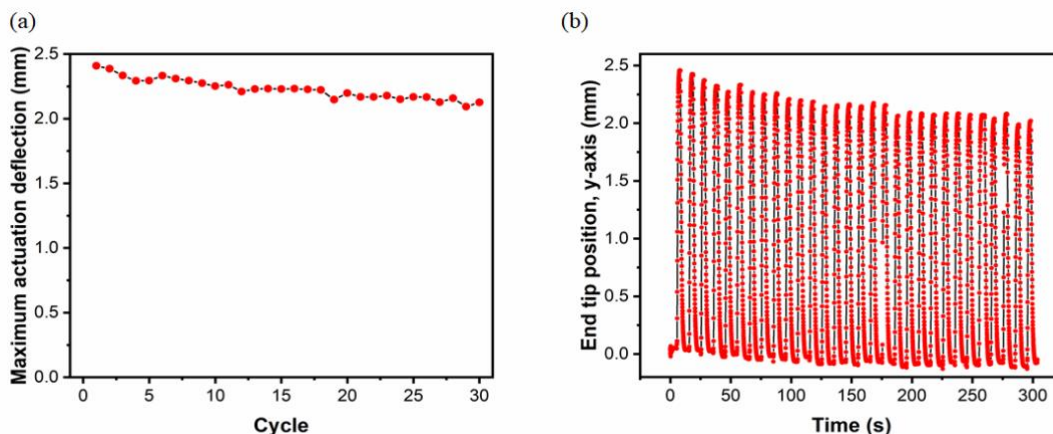 (a)
Maximum actuation deflection (mm)
2.5
2.0
1.5
1.0
0.5
0.0
0 5 10 15 20 25 30
Cycle
(b)
End tip position, y-axis (mm)
2.5
2.0
1.5
1.0
0.5
0.0
0 50 100 150 200 250 300
Time (s)